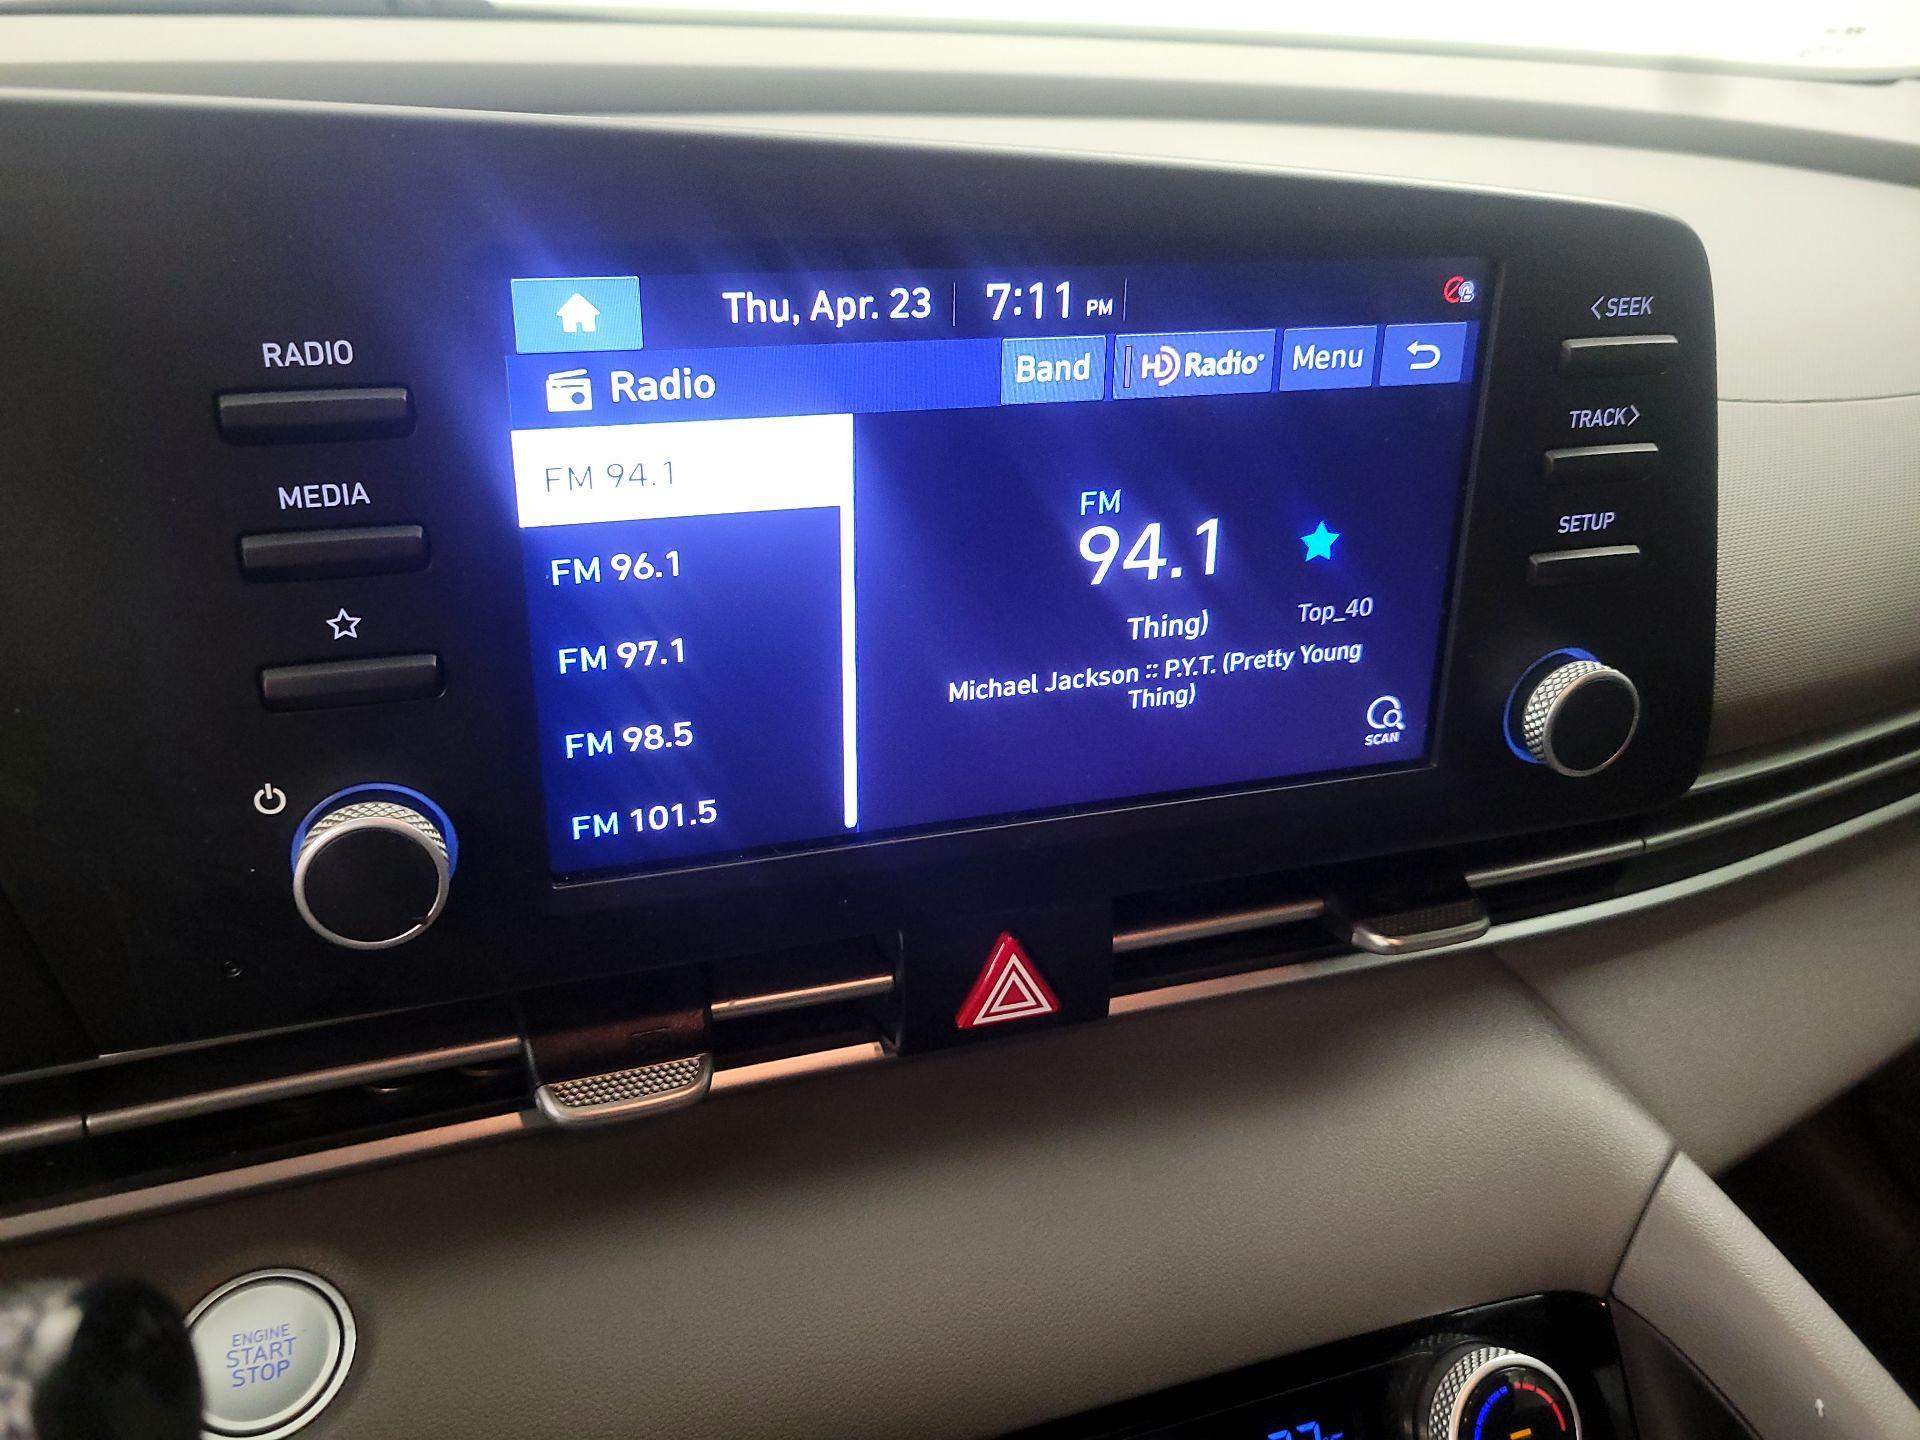 Thu, Apr. 23 7:11 PM
Radio Band HD Radio Menu
FM 94.1
FM 96.1
FM 97.1
FM 98.5
FM 101.5
FM
94.1
Thing)
Top_40
Michael Jackson :: P.Y.T. (Pretty Young
Thing)
SCAN
RADIO
MEDIA
<SEEK
TRACK>
SETUP
ENGINE
START
STOP